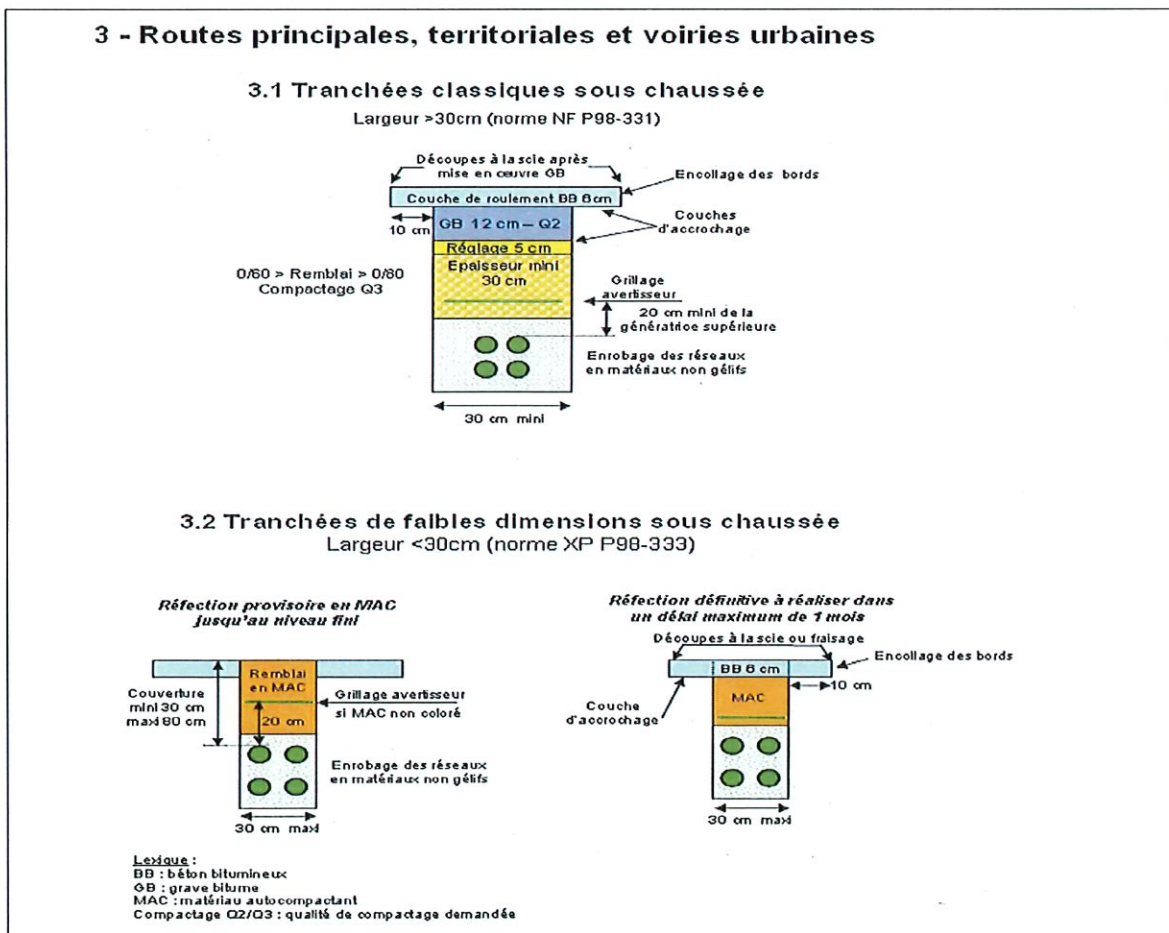 3 - Routes principales, territoriales et voiries urbaines
3.1 Tranchées classiques sous chaussée
Largeur >30cm (norme NF P98-331)
Découpes à la scie après
mise en œuvre GB
Encollage des bords
Couche de roulement BB 6cm
10 cm
GB 12 cm – Q2
Couches
d'accrochage
Réglage 5 cm
Epaisseur mini
30 cm
0/60 > Remblai > 0/80
Compactage Q3
Grillage
avertisseur
20 cm mini de la
génératrice supérieure
Enrobage des réseaux
en matériaux non gélifs
30 cm mini
3.2 Tranchées de faibles dimensions sous chaussée
Largeur <30cm (norme XP P98-333)
Réfection provisoire en MAC
jusqu'au niveau fini
Remblai
en MAC
Couverture
mini 30 cm
maxi 80 cm
Grillage avertisseur
si MAC non coloré
20 cm
Enrobage des réseaux
en matériaux non gélifs
30 cm maxi
Réfection définitive à réaliser dans
un délai maximum de 1 mois
Découpes à la scie ou fraisage
Encollage des bords
BB 6 cm
10 cm
Couche
d'accrochage
MAC
30 cm maxi
Lexique :
BB : béton bitumineux
GB : grave bitume
MAC : matériau autocompactant
Compactage Q2/Q3 : qualité de compactage demandée